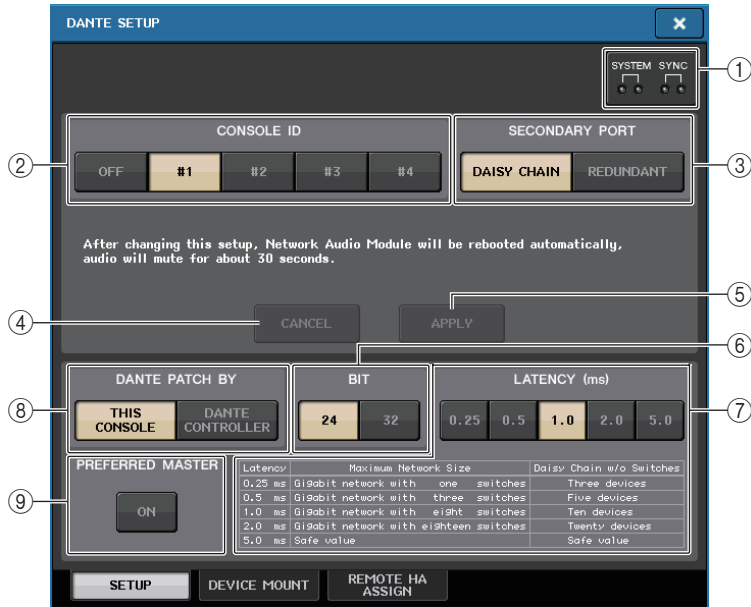 DANTE SETUP
×
SYSTEM SYNC
①
CONSOLE ID
SECONDARY PORT
②
OFF
#1
#2
#3
#4
DAISY CHAIN
REDUNDANT
③
After changing this setup, Network Audio Module will be rebooted automatically,
audio will mute for about 30 seconds.
④
CANCEL
APPLY
⑤
⑥
DANTE PATCH BY
BIT
LATENCY (ms)
⑧
THIS
CONSOLE
DANTE
CONTROLLER
24
32
0.25
0.5
1.0
2.0
5.0
⑦
PREFERRED MASTER
⑨
ON
Latency Maximum Network Size Daisy Chain w/o Switches
0.25 ms Gigabit network with one switches Three devices
0.5 ms Gigabit network with three switches Five devices
1.0 ms Gigabit network with eight switches Ten devices
2.0 ms Gigabit network with eighteen switches Twenty devices
5.0 ms Safe value Safe value
SETUP
DEVICE MOUNT
REMOTE HA
ASSIGN